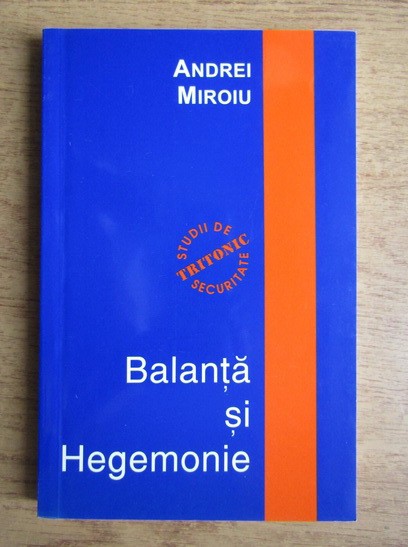 ANDREI
MIROIU
STUDII DE
TRITONIC
SECURITATE
Balanță
și
Hegemonie